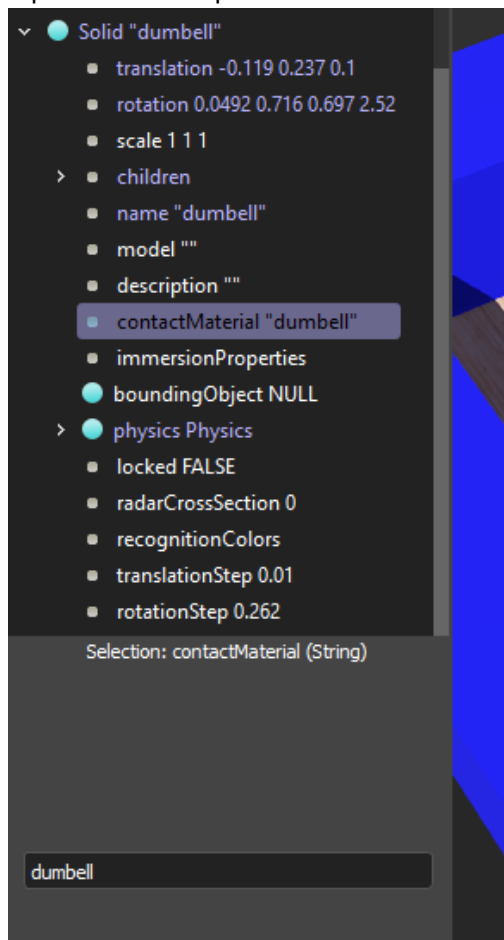 Solid "dumbell"
translation -0.119 0.237 0.1
rotation 0.0492 0.716 0.697 2.52
scale 1 1 1
children
name "dumbell"
model ""
description ""
contactMaterial "dumbell"
immersionProperties
boundingObject NULL
physics Physics
locked FALSE
radarCrossSection 0
recognitionColors
translationStep 0.01
rotationStep 0.262
Selection: contactMaterial (String)
dumbell